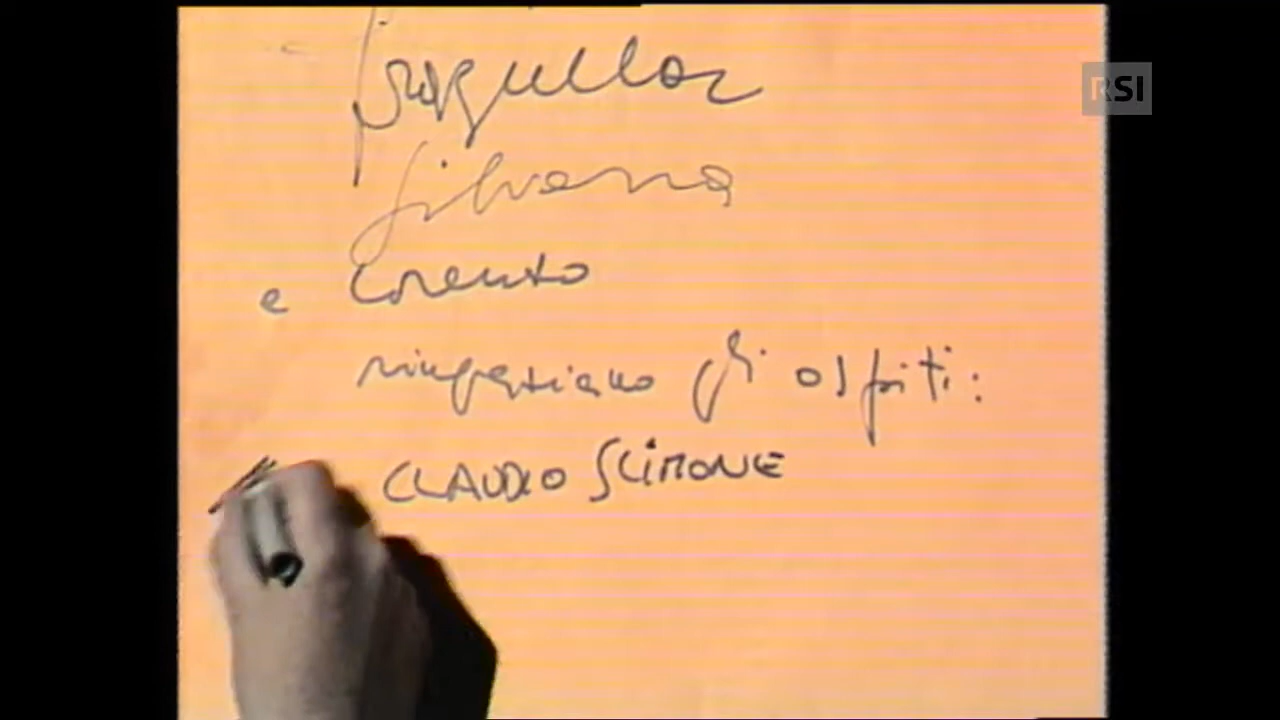 RSI
Silvana
e Lorenzo
ringraziano gli ospiti:
CLAUDIO SCIMONE